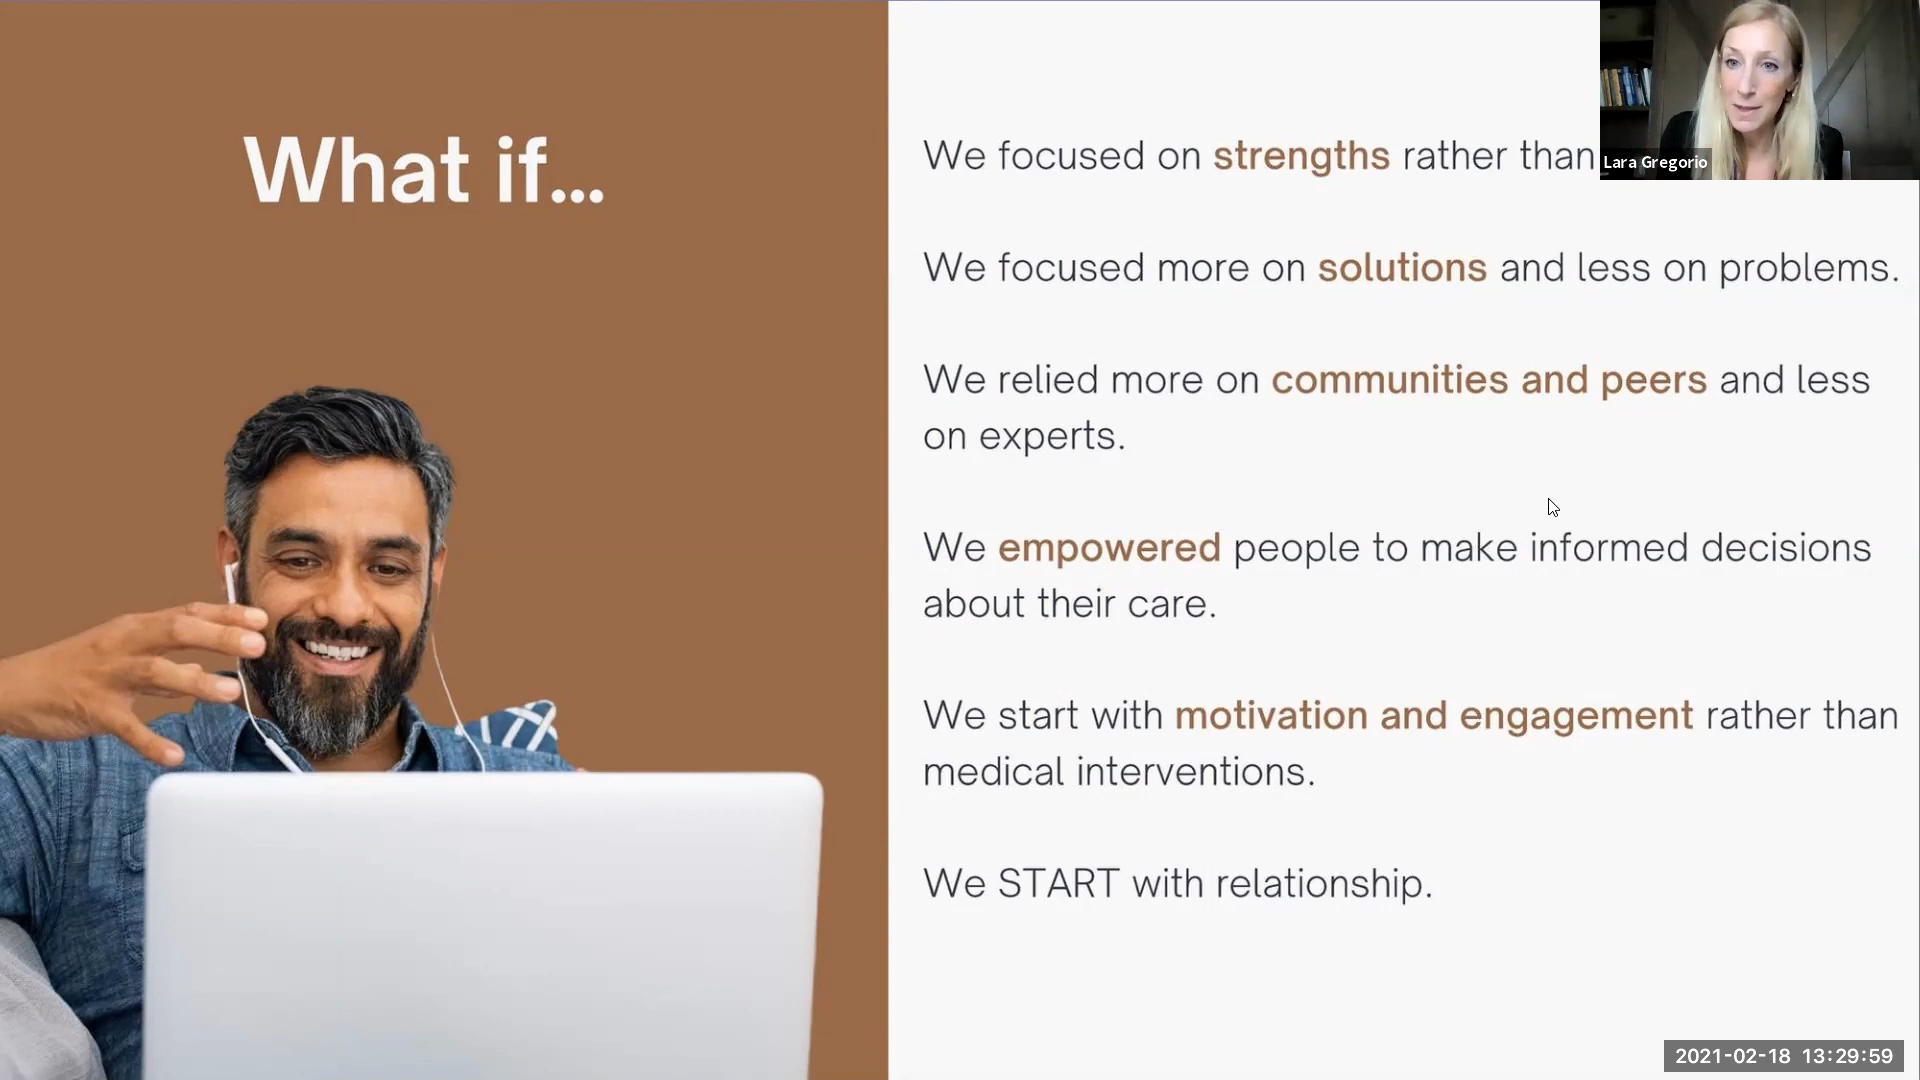 What if...
We focused on strengths rather than
Lara Gregorio
We focused more on solutions and less on problems.
We relied more on communities and peers and less
on experts.
We empowered people to make informed decisions
about their care.
We start with motivation and engagement rather than
medical interventions.
We START with relationship.
2021-02-18 13:29:59